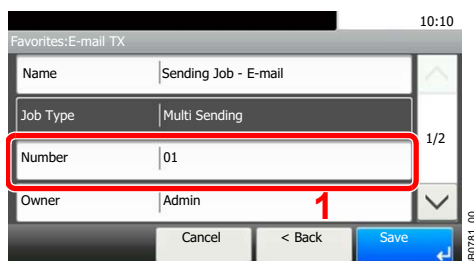 10:10
Favorites:E-mail TX
Name Sending Job - E-mail
Job Type Multi Sending
1/2
Number 01
Owner Admin
1
Cancel < Back Save